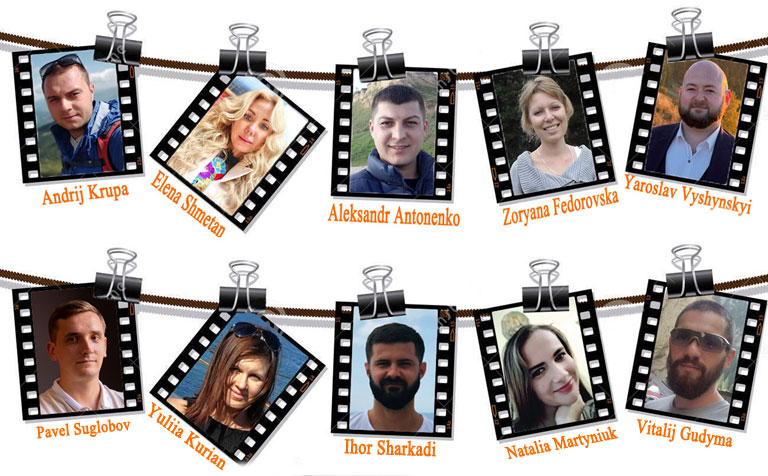 Andrij Krupa
Elena Shmetan
Aleksandr Antonenko
Zoryana Fedorovska
Yaroslav Vyshynskyi
Pavel Suglobov
Yuliia Kurian
Ihor Sharkadi
Natalia Martyniuk
Vitalij Gudyma